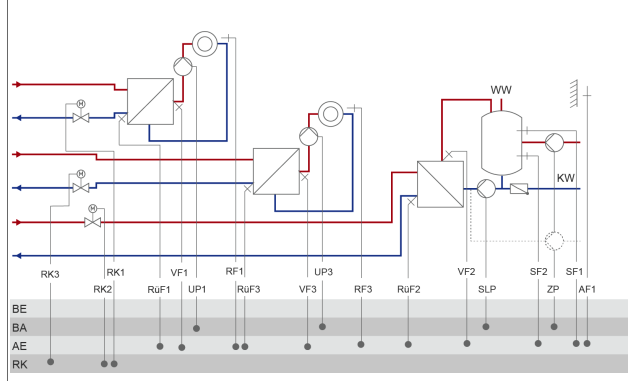 WW
M
M
M
KW
RK3 RK1 VF1 RF1 UP3 VF2 SF2 SF1
RK2 RüF1 UP1 RüF3 VF3 RF3 RüF2 SLP ZP AF1
BE
BA
AE
RK